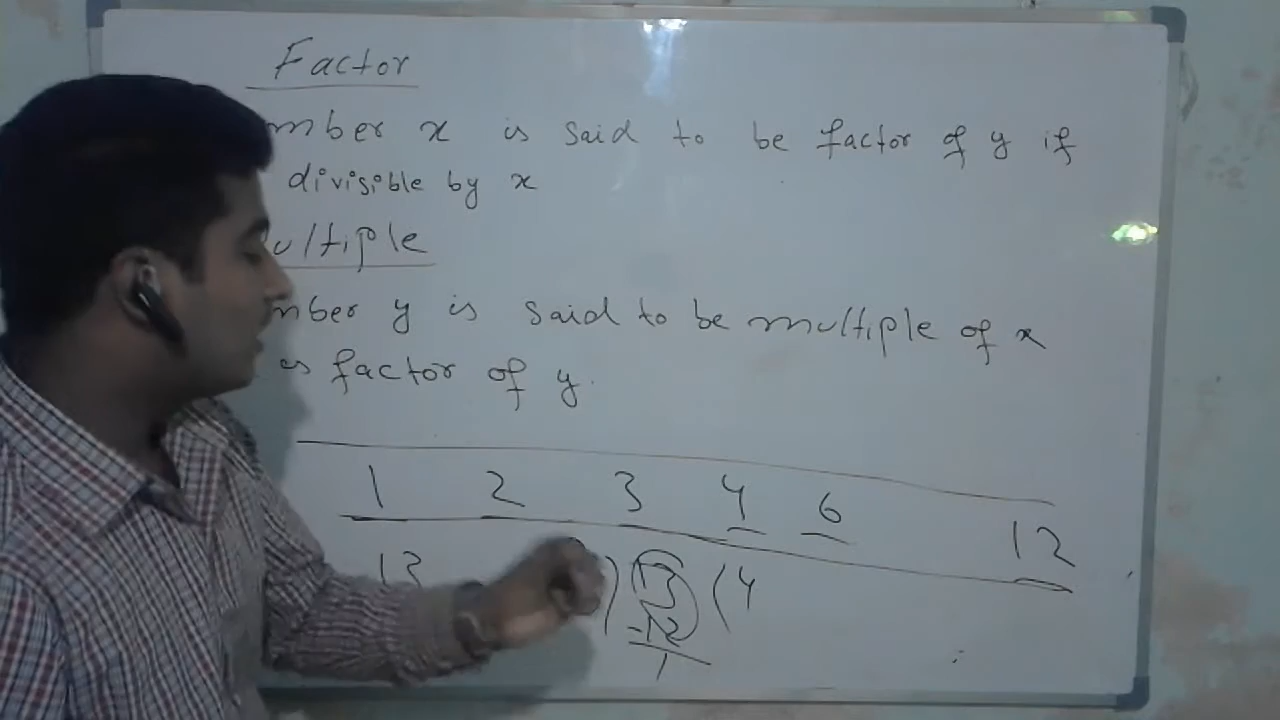 Factor
mber x is said to be factor of y if
divisible by x
ultiple
mber y is said to be multiple of x
is factor of y.
1 2 3 4 6 12
13 ) 13 ( 4
-12
1